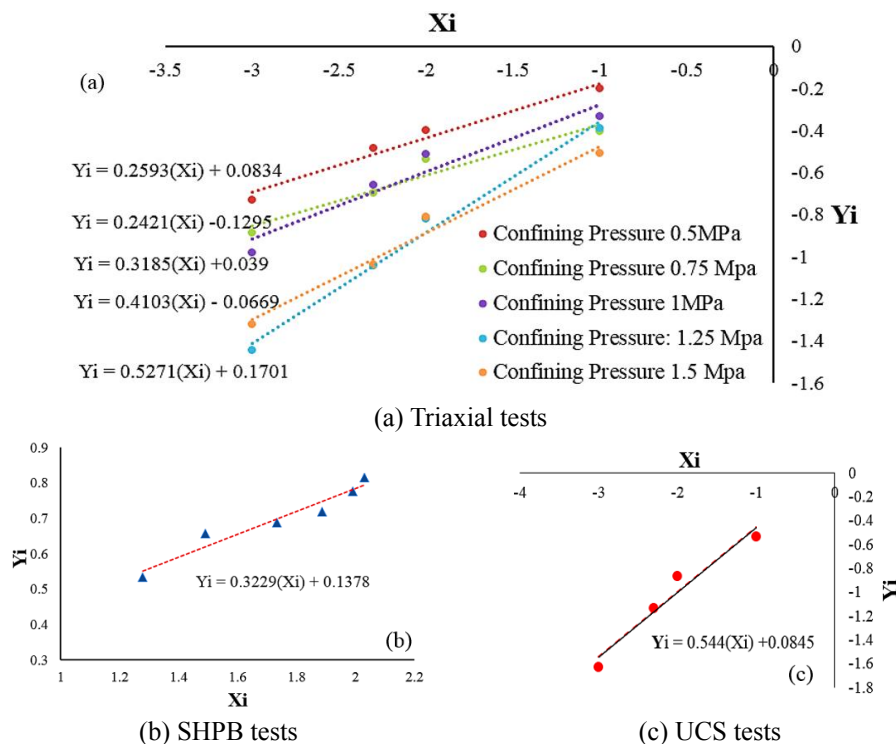 Xi
-3.5 -3 -2.5 -2 -1.5 -1 -0.5 0
(a)
0
-0.2
-0.4
-0.6
-0.8
-1
-1.2
-1.4
-1.6
Yi
Yi = 0.2593(Xi) + 0.0834
Yi = 0.2421(Xi) -0.1295
Yi = 0.3185(Xi) +0.039
Yi = 0.4103(Xi) - 0.0669
Yi = 0.5271(Xi) + 0.1701
Confining Pressure 0.5MPa
Confining Pressure 0.75 Mpa
Confining Pressure 1MPa
Confining Pressure: 1.25 Mpa
Confining Pressure 1.5 Mpa
(a) Triaxial tests
0.9
0.8
0.7
0.6
0.5
0.4
0.3
Yi
Yi = 0.3229(Xi) + 0.1378
(b)
1 1.2 1.4 1.6 1.8 2 2.2
Xi
(b) SHPB tests
Xi
-4 -3 -2 -1 0
0
-0.2
-0.4
-0.6
-0.8
-1
-1.2
-1.4
-1.6
-1.8
Yi
Yi = 0.544(Xi) +0.0845
(c)
(c) UCS tests